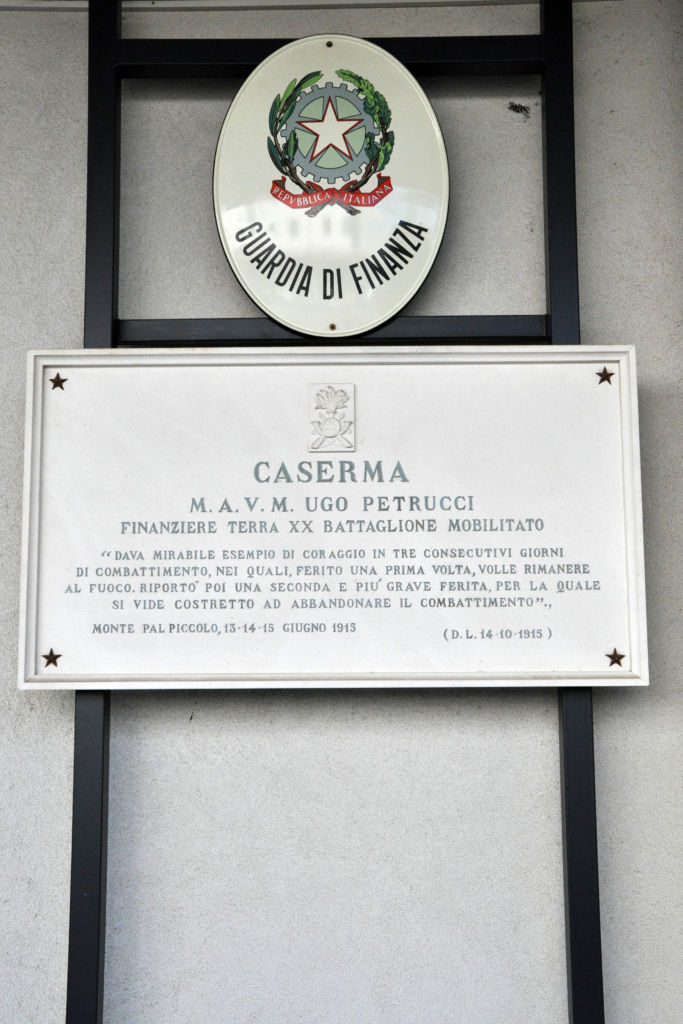 REPVBBLICA ITALIANA
GUARDIA DI FINANZA
CASERMA
M.A.V.M. UGO PETRUCCI
FINANZIERE TERRA XX BATTAGLIONE MOBILITATO
“DAVA MIRABILE ESEMPIO DI CORAGGIO IN TRE CONSECUTIVI GIORNI
DI COMBATTIMENTO, NEI QUALI, FERITO UNA PRIMA VOLTA, VOLLE RIMANERE
AL FUOCO. RIPORTO' POI UNA SECONDA E PIU' GRAVE FERITA, PER LA QUALE
SI VIDE COSTRETTO AD ABBANDONARE IL COMBATTIMENTO”.,
MONTE PAL PICCOLO, 13-14-15 GIUGNO 1915 (D.L. 14-10-1915)